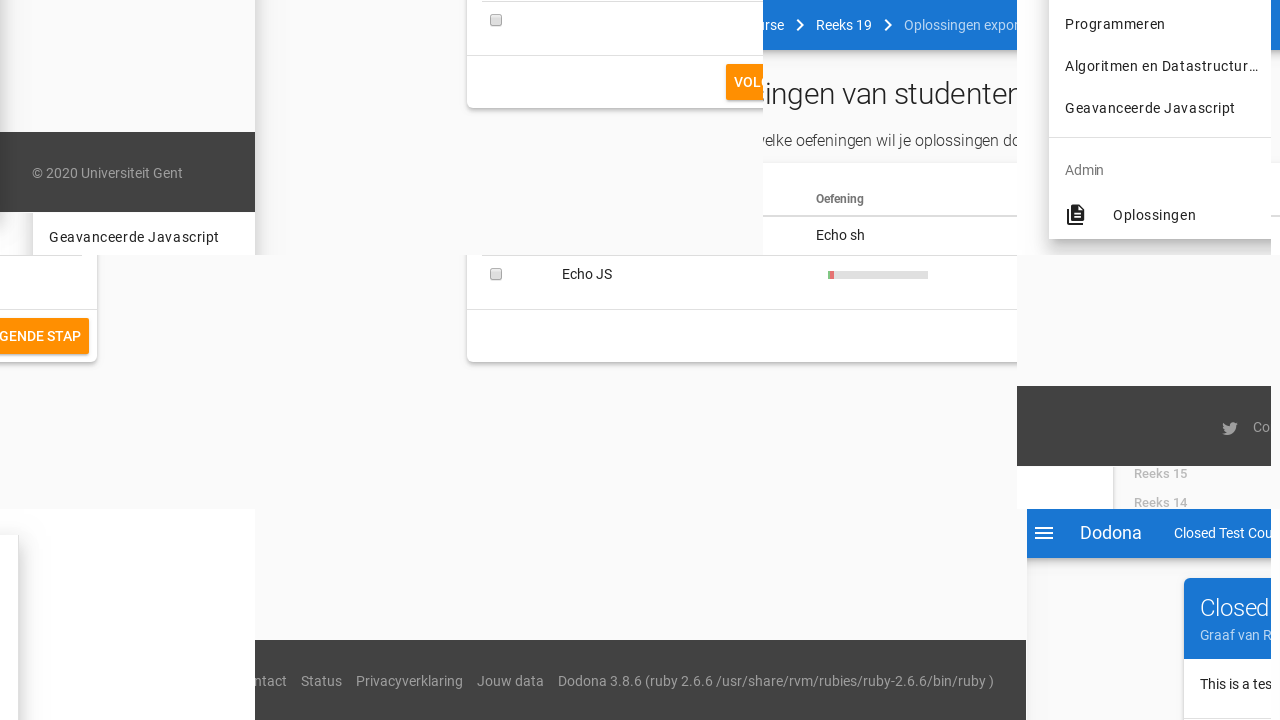 urse > Reeks 19 > Oplossingen expor
Programmeren
Algoritmen en Datastructur…
Geavanceerde Javascript
VOLG
ingen van studenten
welke oefeningen wil je oplossingen do
Admin
© 2020 Universiteit Gent
Oefening
Oplossingen
Geavanceerde Javascript
Echo sh
Echo JS
GENDE STAP
Co
Reeks 15
Reeks 14
Dodona
Closed Test Cou
Closed
Graaf van R
ntact Status Privacyverklaring Jouw data Dodona 3.8.6 (ruby 2.6.6 /usr/share/rvm/rubies/ruby-2.6.6/bin/ruby )
This is a tes